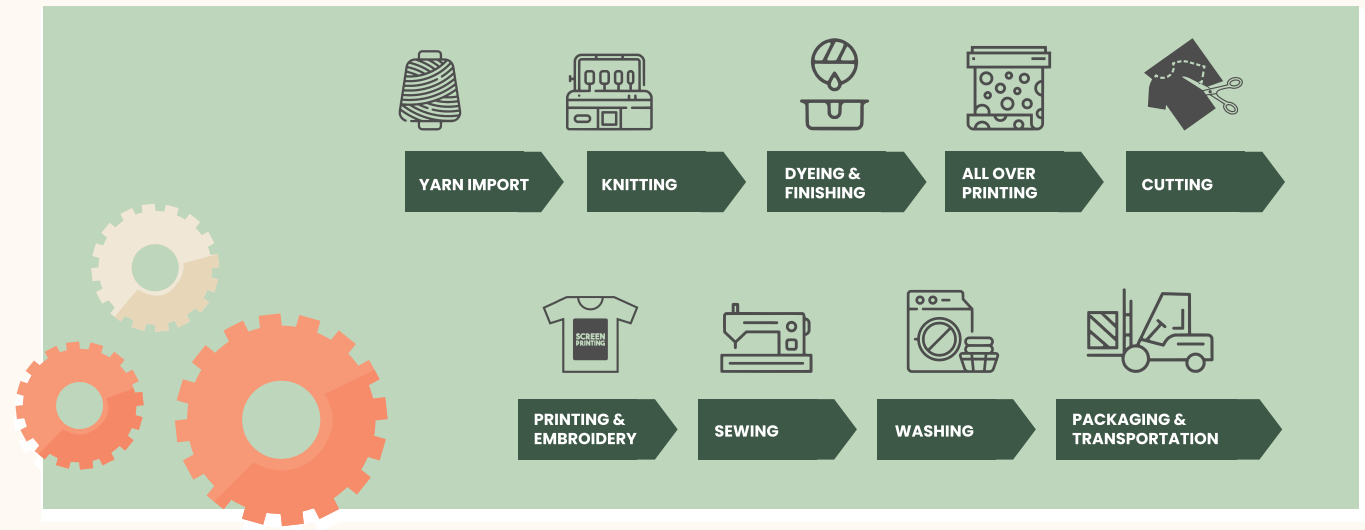 YARN IMPORT
KNITTING
DYEING &
FINISHING
ALL OVER
PRINTING
CUTTING
SCREEN
PRINTING
PRINTING &
EMBROIDERY
SEWING
WASHING
PACKAGING &
TRANSPORTATION